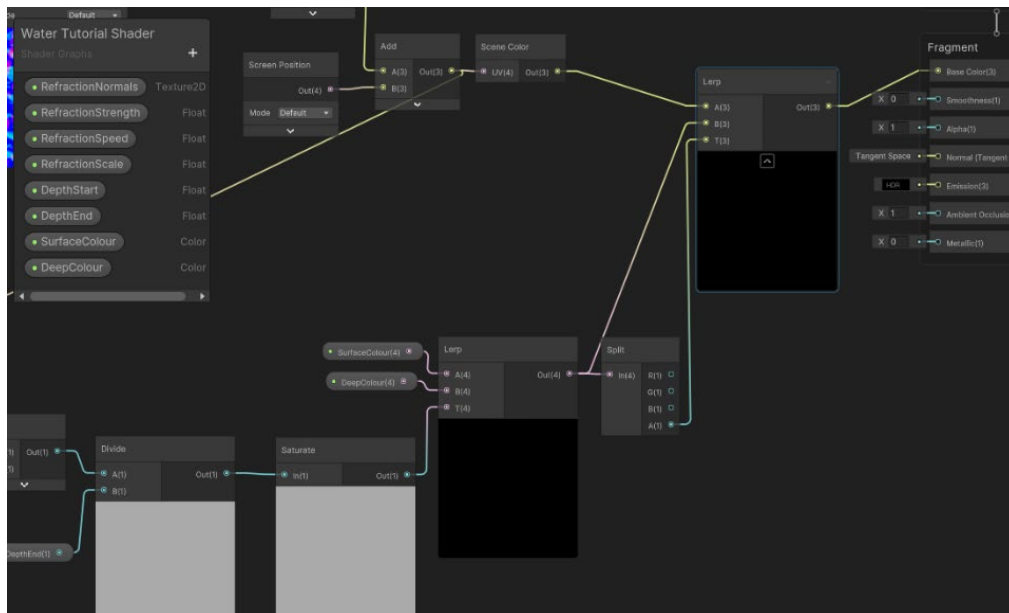 Default
Water Tutorial Shader
Shader Graphs
+
RefractionNormals Texture2D
RefractionStrength Float
RefractionSpeed Float
RefractionScale Float
DepthStart Float
DepthEnd Float
SurfaceColour Color
DeepColour Color
Screen Position
Out(4)
Mode Default
Add
A(3) Out(3)
B(3)
Scene Color
UV(4) Out(3)
Lerp
A(3) Out(3)
B(3)
T(3)
Fragment
Base Color(3)
X 0 Smoothness(1)
X 1 Alpha(1)
Tangent Space Normal (Tangent
HDR Emission(3)
X 1 Ambient Occlusio
X 0 Metallic(1)
SurfaceColour(4)
DeepColour(4)
Lerp
A(4) Out(4)
B(4)
T(4)
Split
In(4) R(1)
G(1)
B(1)
A(1)
Out(1)
Divide
A(1) Out(1)
B(1)
Saturate
In(1) Out(1)
DepthEnd(1)